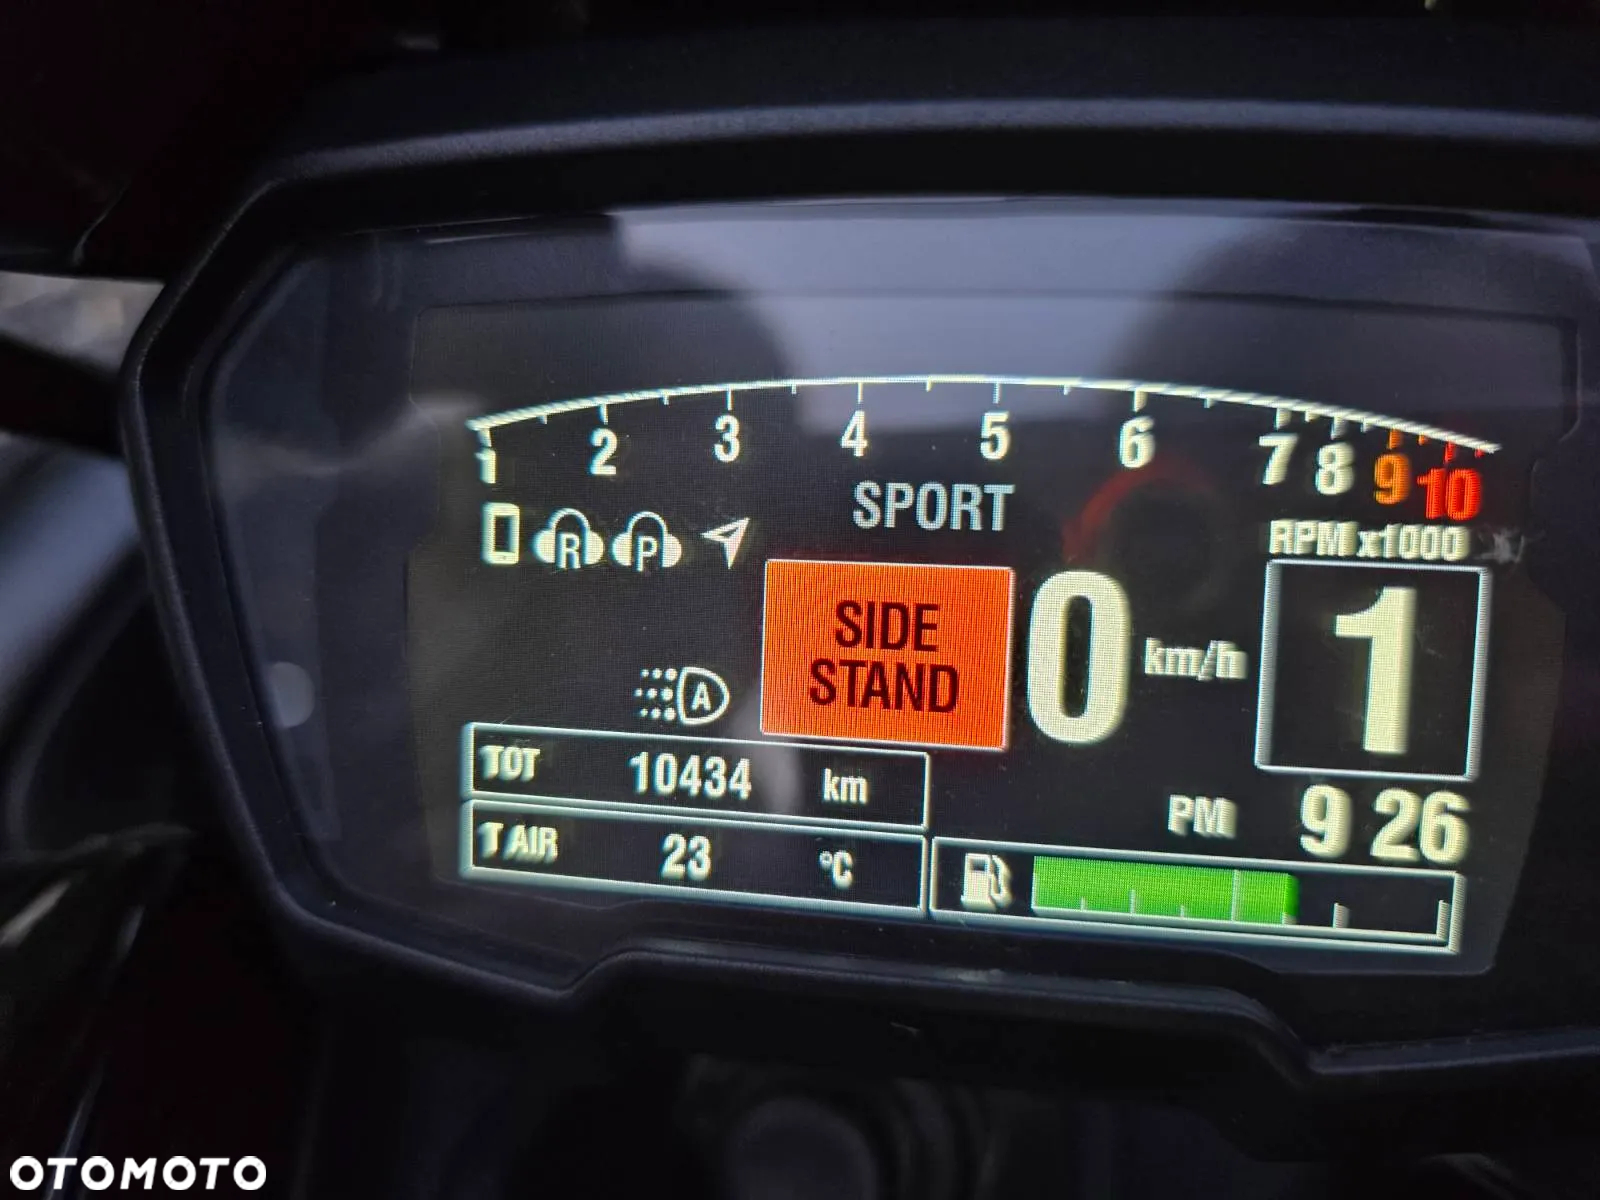 1 2 3 4 5 6 7 8 9 10
SPORT
RPM x1000
R P
SIDE
STAND
0 km/h
1
A
TOT 10434 km
PM 9 26
T AIR 23 °C
OTOMOTO